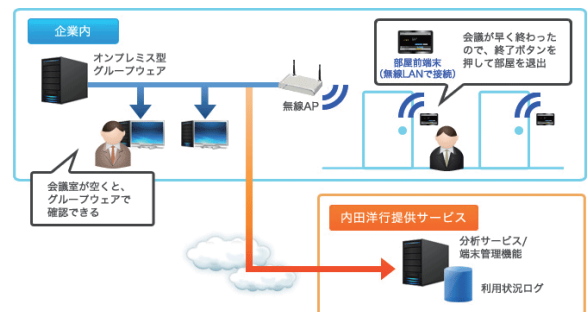 企業内
オンプレミス型
グループウェア
無線AP
部屋前端末
（無線LANで接続）
会議が早く終わった
ので、終了ボタンを
押して部屋を退出
会議室が空くと、
グループウェアで
確認できる
内田洋行提供サービス
分析サービス/
端末管理機能
利用状況ログ